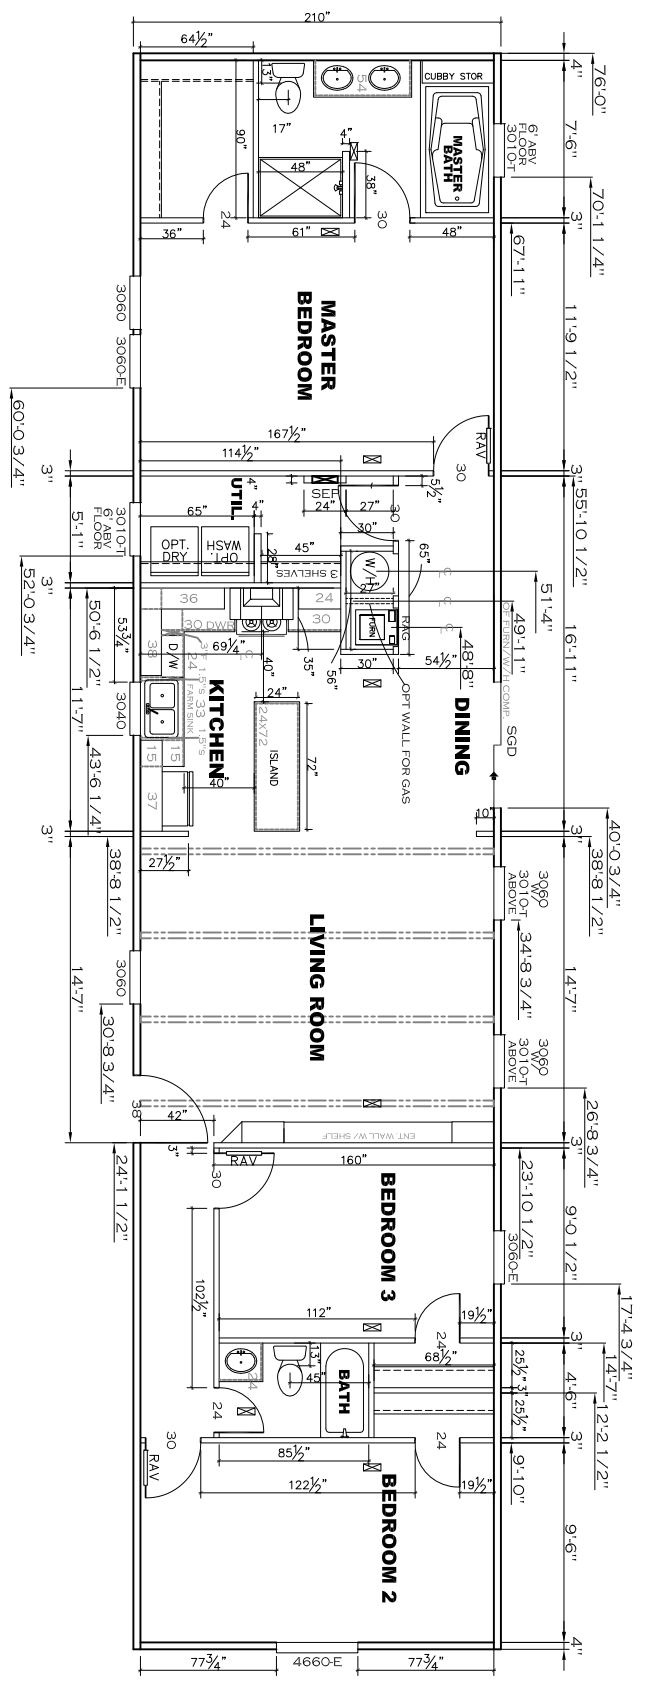 210"
64½"
4"
76'-0"
7'-6"
6' ABV
FLOOR
3010-T
70'-1 1/4"
3"
67'-11"
CUBBY STOR
MASTER
BATH
54
13"
17"
90"
4"
48"
38"
24
30
36"
61"
48"
11'-9 1/2"
MASTER
BEDROOM
3060
3060-E
60'-0 3/4"
167½"
114½"
RAV
30
3"
3"
55'-10 1/2"
5'-1"
3010-T
6' ABV
FLOOR
52'-0 3/4"
3"
UTIL.
4"
4"
65"
OPT.
DRY
OPT.
WASH
28"
45"
3 SHELVES
24"
27"
5½"
30
30"
W/H
27"
FURN
RAG
65"
30"
54½"
51'-4"
49'-11"
48'-8"
16'-11"
OF FURN/W/H COMP.
OPT WALL FOR GAS
50'-6 1/2"
53¾"
11'-7"
3040
43'-6 1/4"
36
30 DWR
24
30
69¼"
38
D/W
24
FARM SINK
33
1.5"S
15
15
37
KITCHEN
40"
35"
56"
24"
24X72
ISLAND
72"
40"
DINING
SGD
10"
40'-0 3/4"
3"
3"
38'-8 1/2"
38'-8 1/2"
27½"
3060
W/
3010-T
ABOVE
34'-8 3/4"
LIVING ROOM
14'-7"
14'-7"
3060
30'-8 3/4"
3060
W/
3010-T
ABOVE
26'-8 3/4"
38
42"
ENT. WALL W/ SHELF
3"
3"
24'-1 1/2"
RAV
30
160"
23'-10 1/2"
9'-0 1/2"
3060-E
17'-4 3/4"
BEDROOM 3
102½"
112"
19½"
24
3"
68½"
25½"
3"
25½"
14'-7"
4'-6"
12'-2 1/2"
13"
45"
24
BATH
24
30
RAV
24
3"
9'-10"
85½"
122½"
19½"
BEDROOM 2
9'-6"
4"
77¾"
4660-E
77¾"